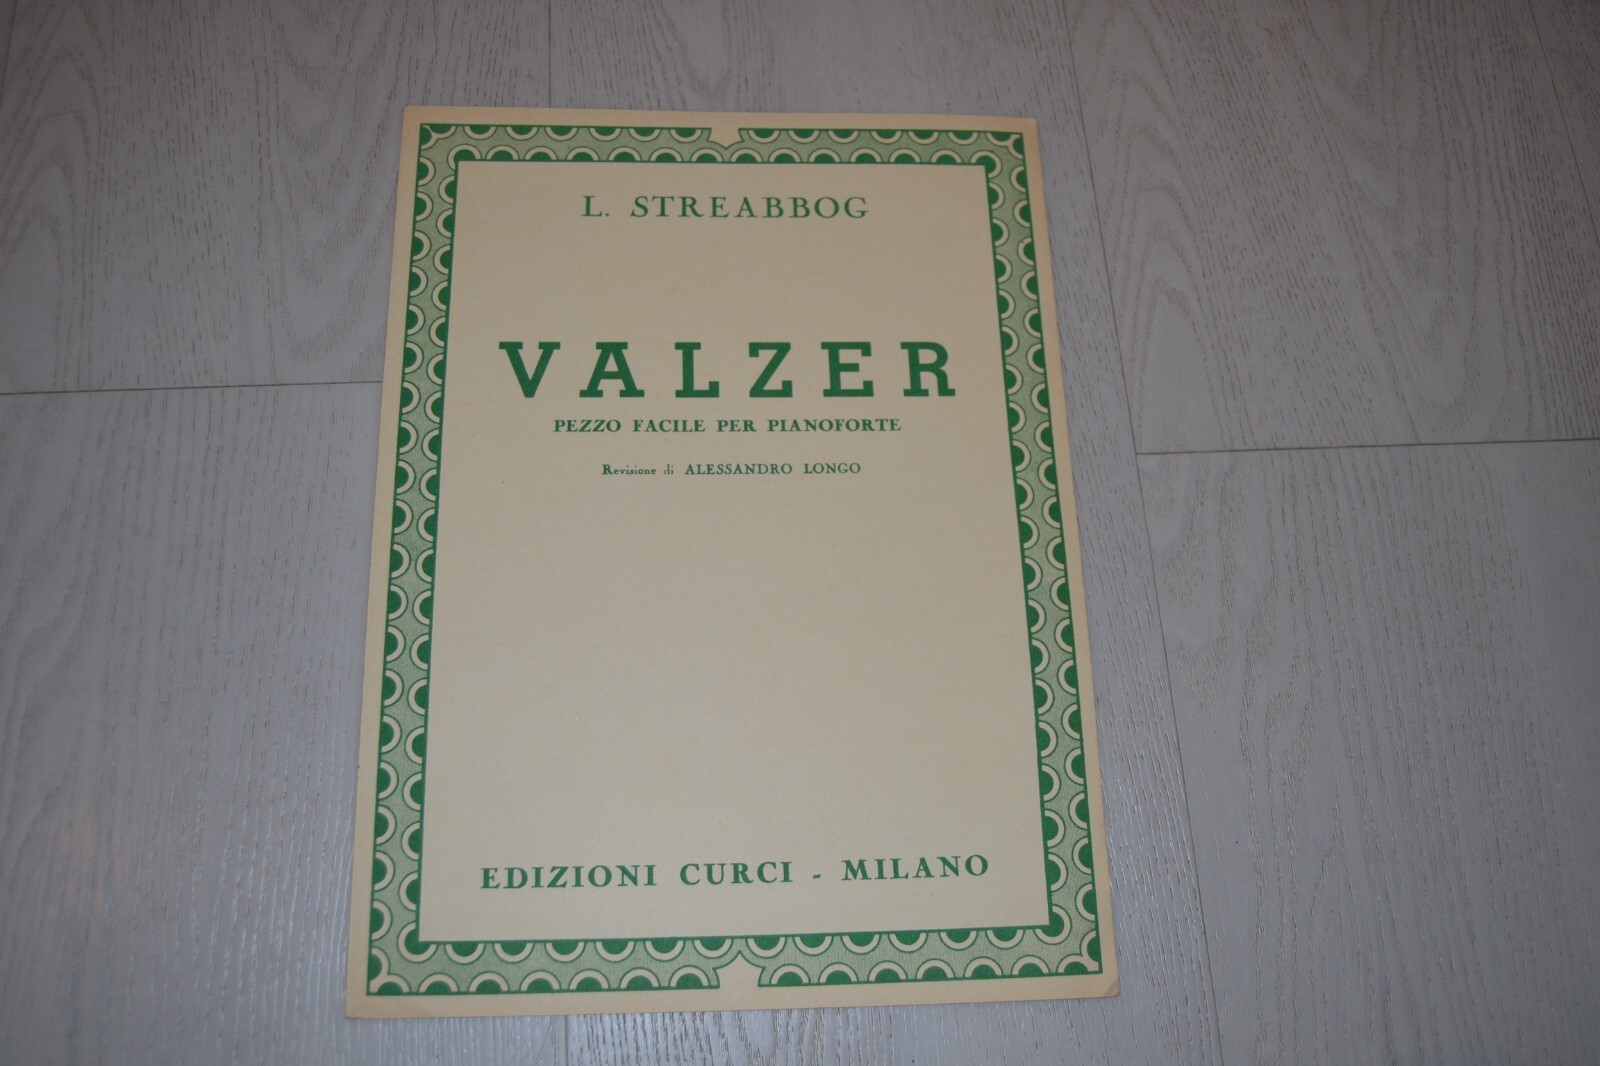 L. STREABBOG
VALZER
PEZZO FACILE PER PIANOFORTE
Revisione di ALESSANDRO LONGO
EDIZIONI CURCI - MILANO